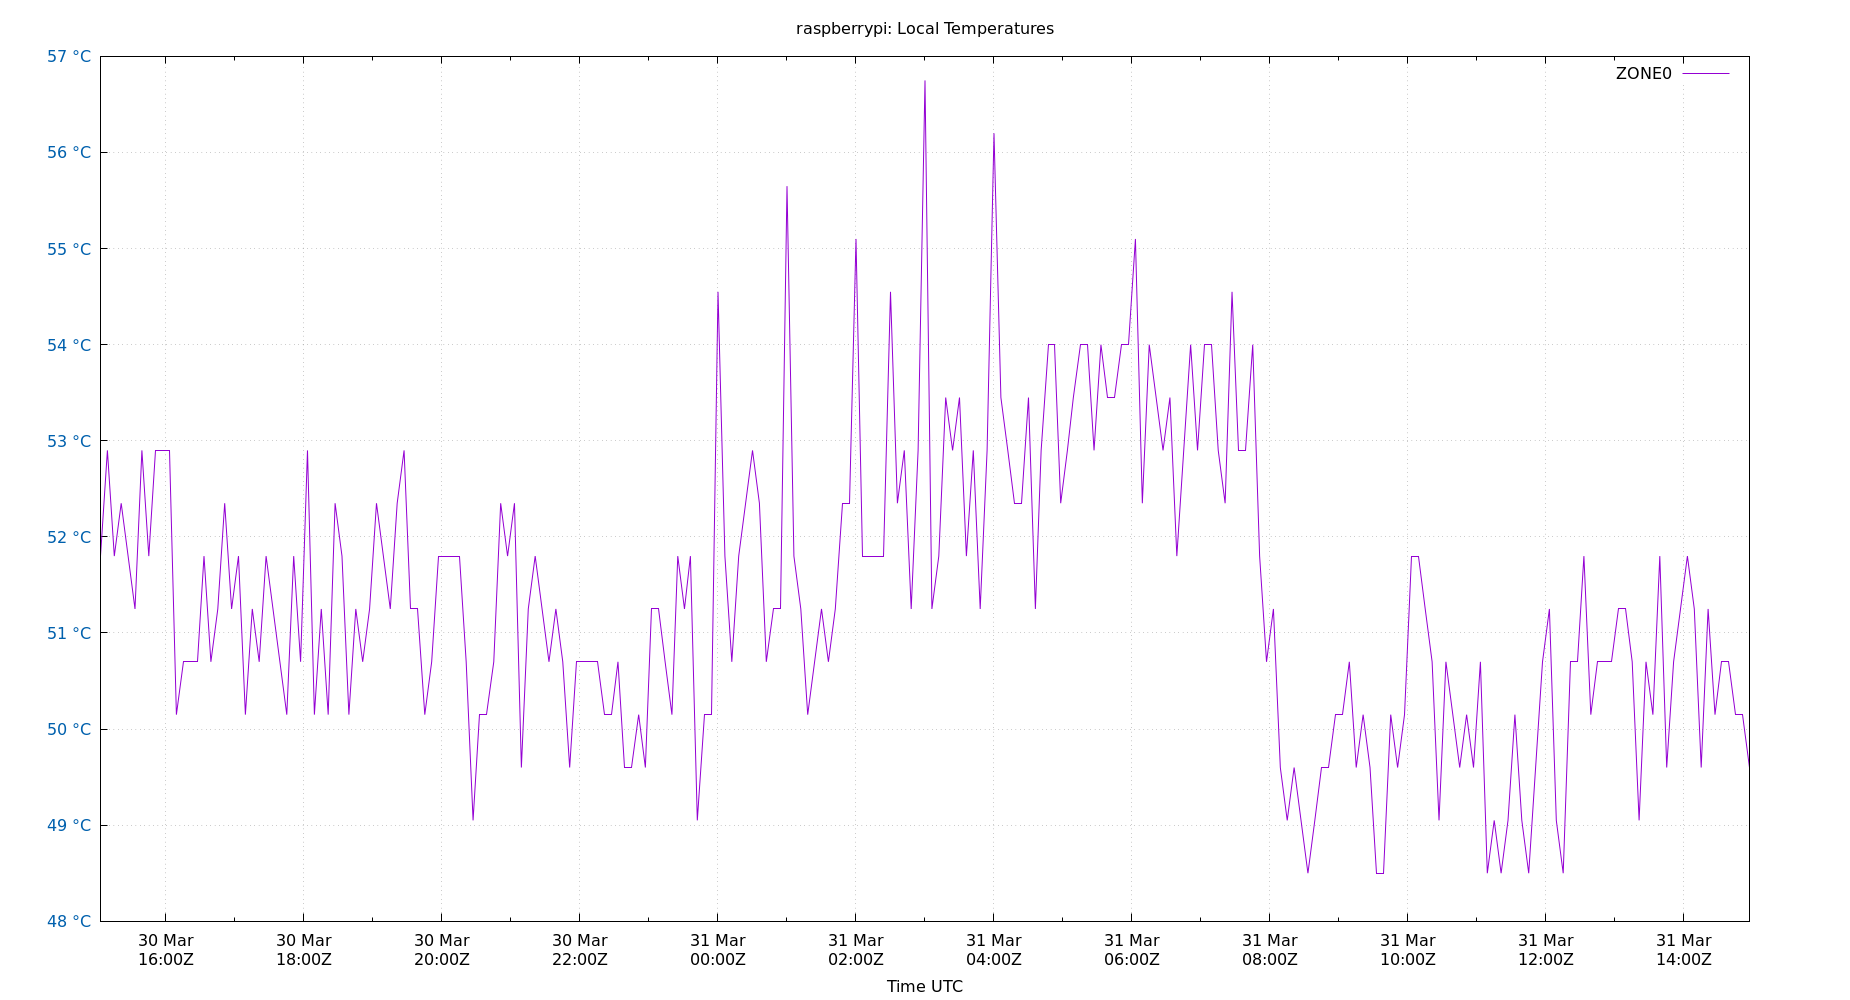 raspberrypi: Local Temperatures
57 °C
ZONE0
56 °C
55 °C
54 °C
53 °C
52 °C
51 °C
50 °C
49 °C
48 °C
30 Mar 30 Mar 30 Mar 30 Mar 31 Mar 31 Mar 31 Mar 31 Mar 31 Mar 31 Mar 31 Mar 31 Mar
16:00Z 18:00Z 20:00Z 22:00Z 00:00Z 02:00Z 04:00Z 06:00Z 08:00Z 10:00Z 12:00Z 14:00Z
Time UTC